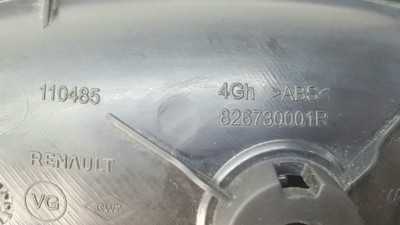 110485
4Gh >ABS<
826730001R
RENAULT
VG